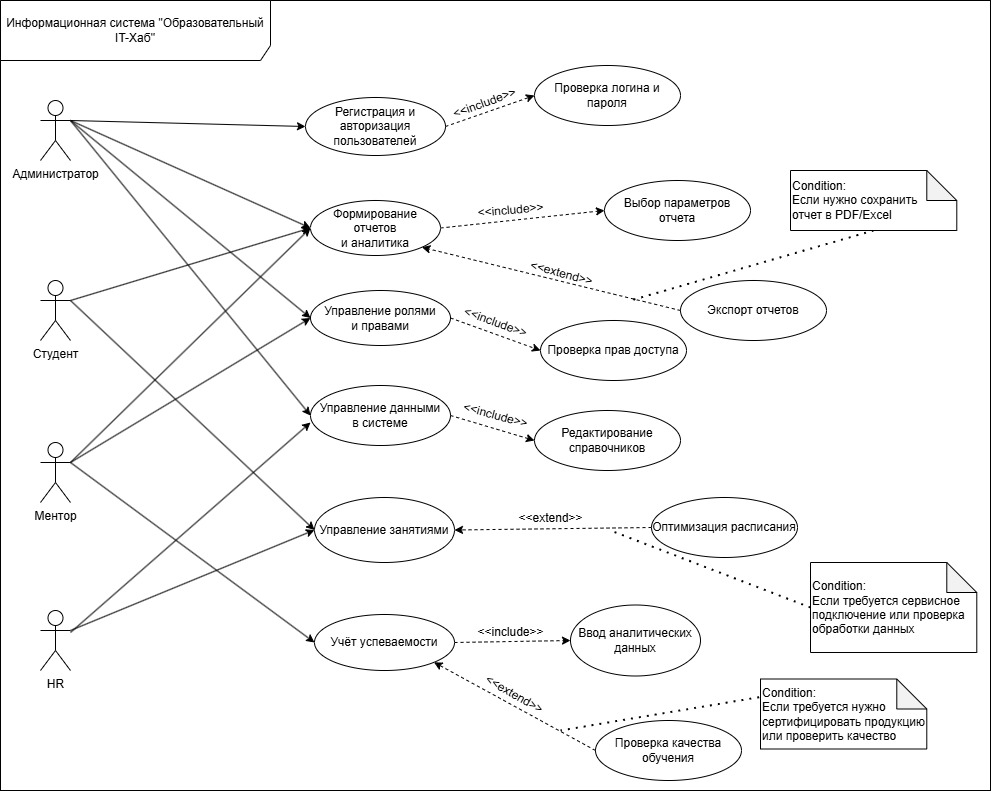 Информационная система "Образовательный
IT-Хаб"
Администратор
Регистрация и
авторизация
пользователей
<<include>>
Проверка логина и
пароля
Формирование
отчетов
и аналитика
<<include>>
Выбор параметров
отчета
Condition:
Если нужно сохранить
отчет в PDF/Excel
<<extend>>
Экспорт отчетов
Студент
Управление ролями
и правами
<<include>>
Проверка прав доступа
Управление данными
в системе
<<include>>
Редактирование
справочников
Ментор
Управление занятиями
<<extend>>
Оптимизация расписания
Condition:
Если требуется сервисное
подключение или проверка
обработки данных
HR
Учёт успеваемости
<<include>>
Ввод аналитических
данных
<<extend>>
Condition:
Если требуется нужно
сертифицировать продукцию
или проверить качество
Проверка качества
обучения